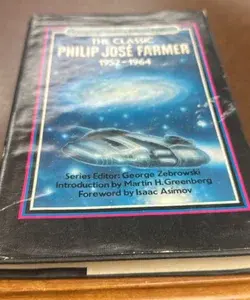 THE CLASSIC
PHILIP JOSÉ FARMER
1952-1964
Series Editor: George Zebrowski
Introduction by Martin H. Greenberg
Foreword by Isaac Asimov